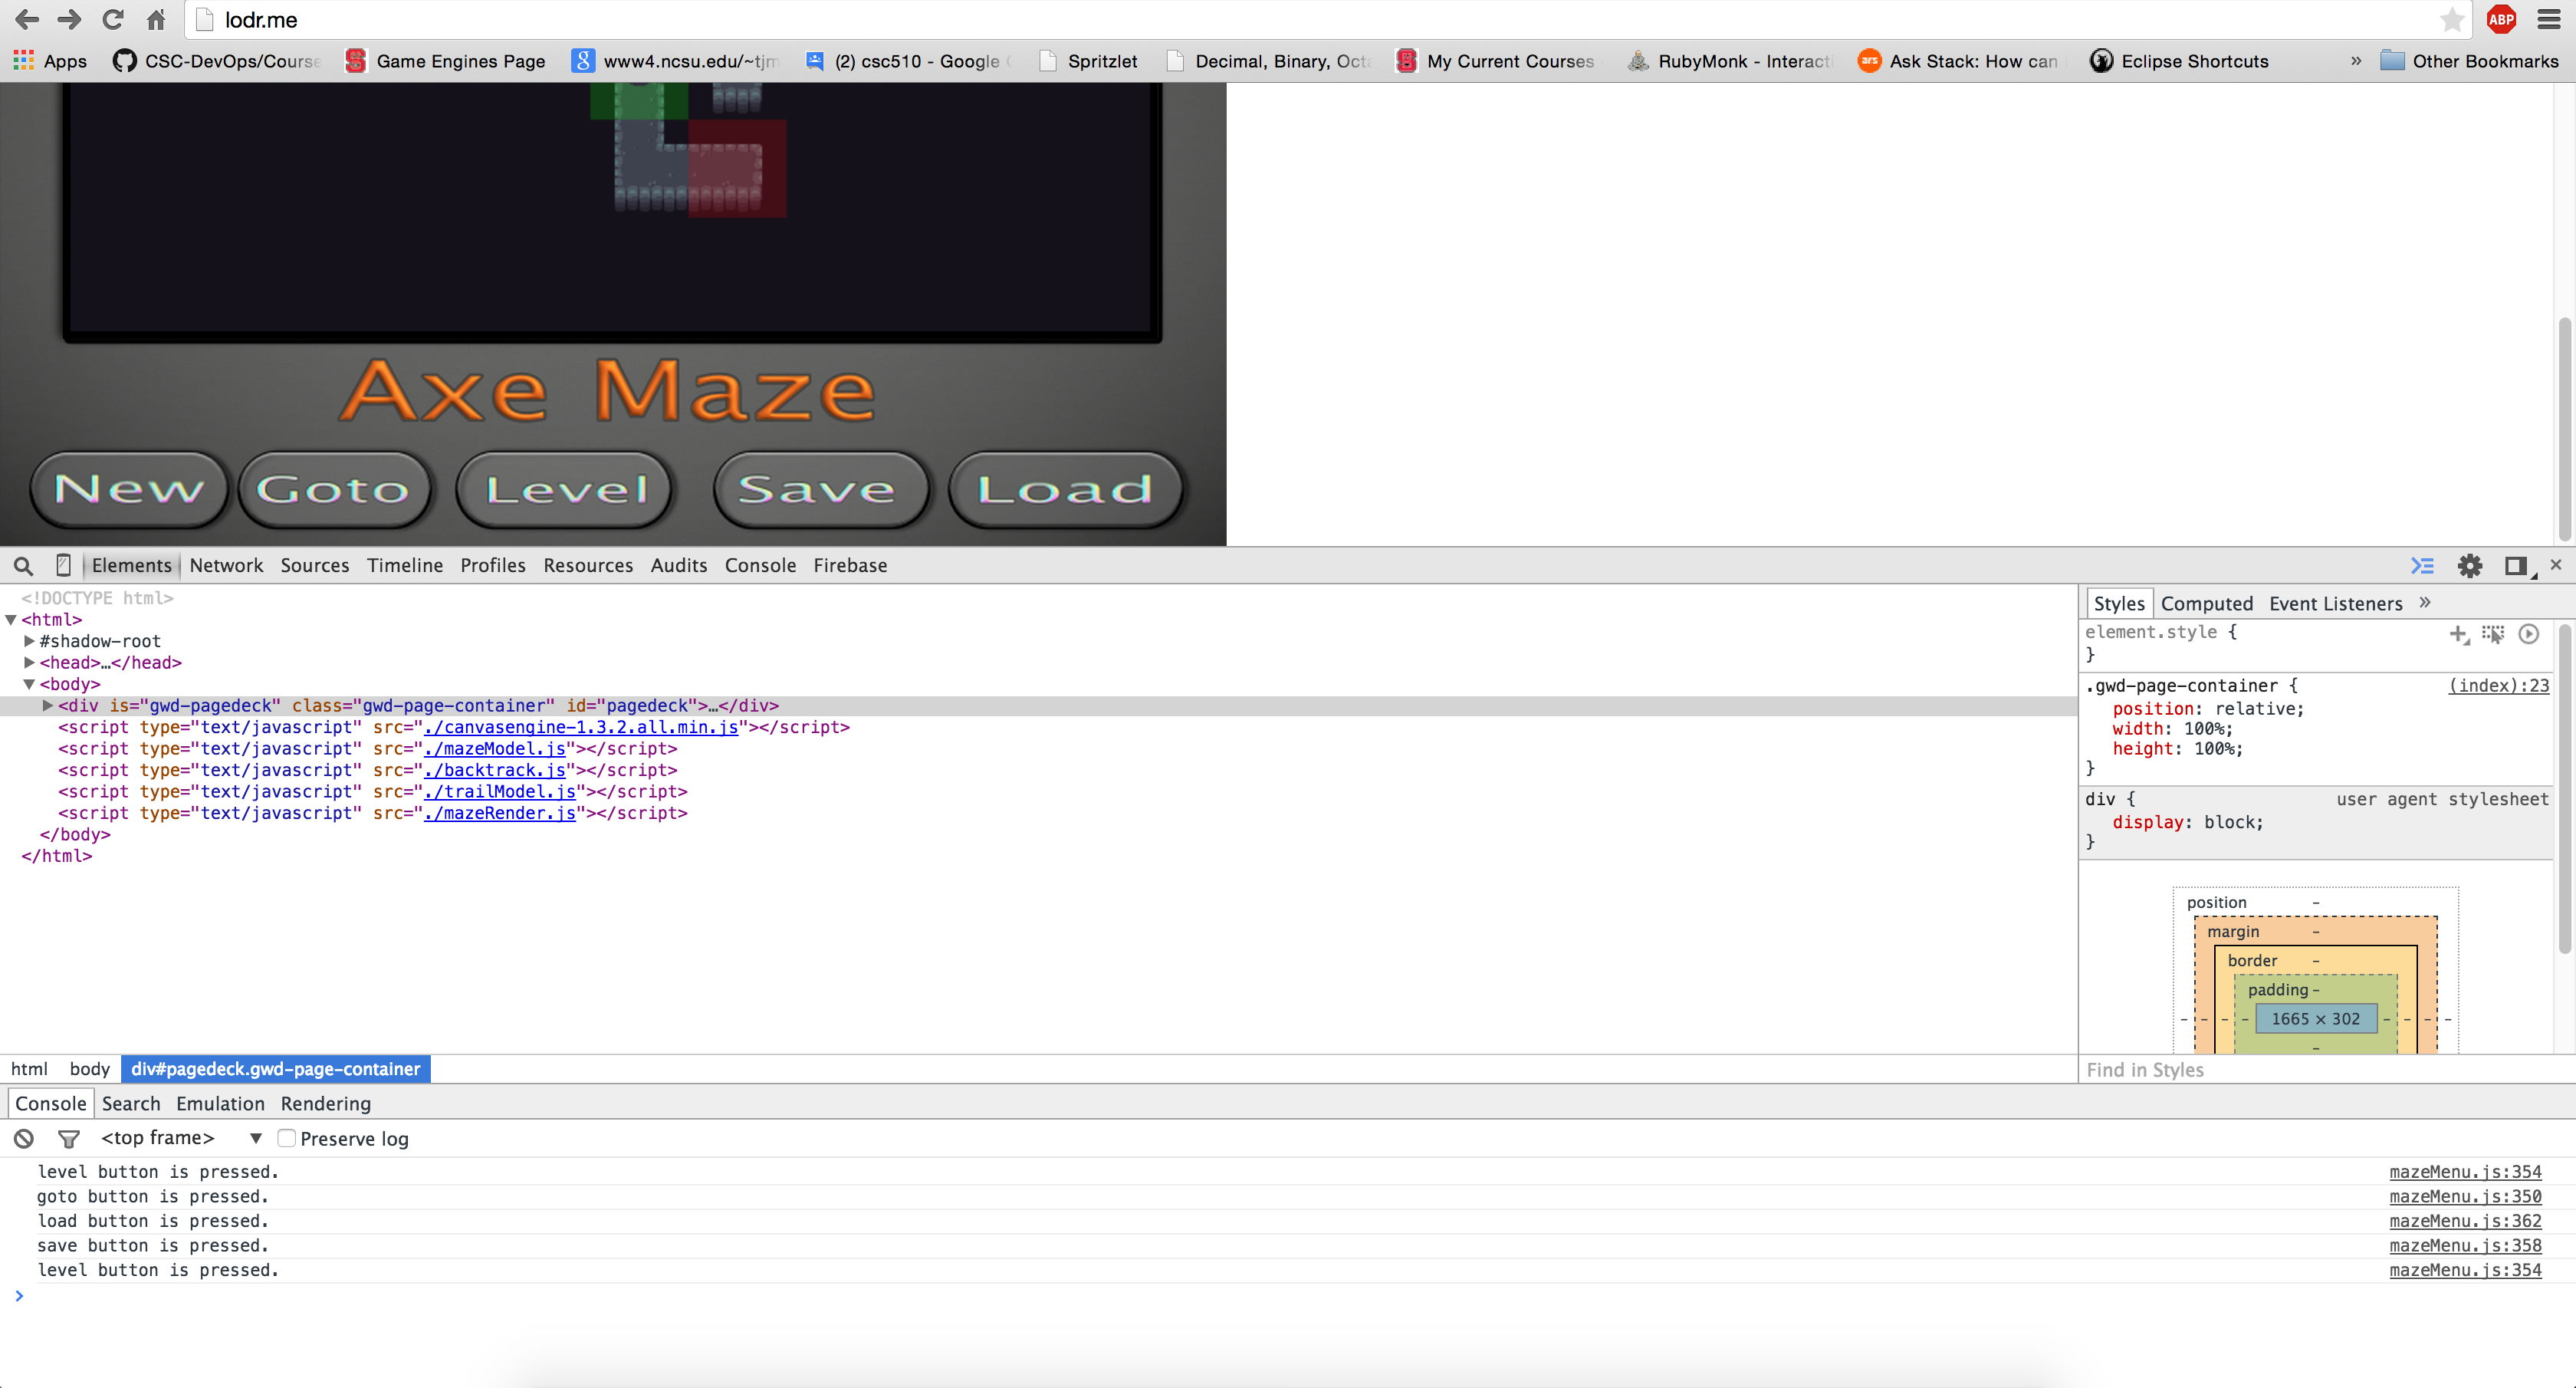 lodr.me
ABP
Apps CSC-DevOps/Course Game Engines Page www4.ncsu.edu/~tjm (2) csc510 - Google Spritzlet Decimal, Binary, Octa My Current Courses RubyMonk - Interacti Ask Stack: How can Eclipse Shortcuts » Other Bookmarks
Axe Maze
New Goto Level Save Load
Elements Network Sources Timeline Profiles Resources Audits Console Firebase
<!DOCTYPE html>
▼<html>
▶#shadow-root
▶<head>…</head>
▼<body>
▶<div is="gwd-pagedeck" class="gwd-page-container" id="pagedeck">…</div>
<script type="text/javascript" src="./canvasengine-1.3.2.all.min.js"></script>
<script type="text/javascript" src="./mazeModel.js"></script>
<script type="text/javascript" src="./backtrack.js"></script>
<script type="text/javascript" src="./trailModel.js"></script>
<script type="text/javascript" src="./mazeRender.js"></script>
</body>
</html>
Styles Computed Event Listeners »
element.style {
}
.gwd-page-container { (index):23
position: relative;
width: 100%;
height: 100%;
}
div { user agent stylesheet
display: block;
}
position -
margin -
border -
padding -
- - - - 1665 × 302 - - - -
-
html body div#pagedeck.gwd-page-container
Find in Styles
Console Search Emulation Rendering
<top frame> ▼ Preserve log
level button is pressed. mazeMenu.js:354
goto button is pressed. mazeMenu.js:350
load button is pressed. mazeMenu.js:362
save button is pressed. mazeMenu.js:358
level button is pressed. mazeMenu.js:354
>